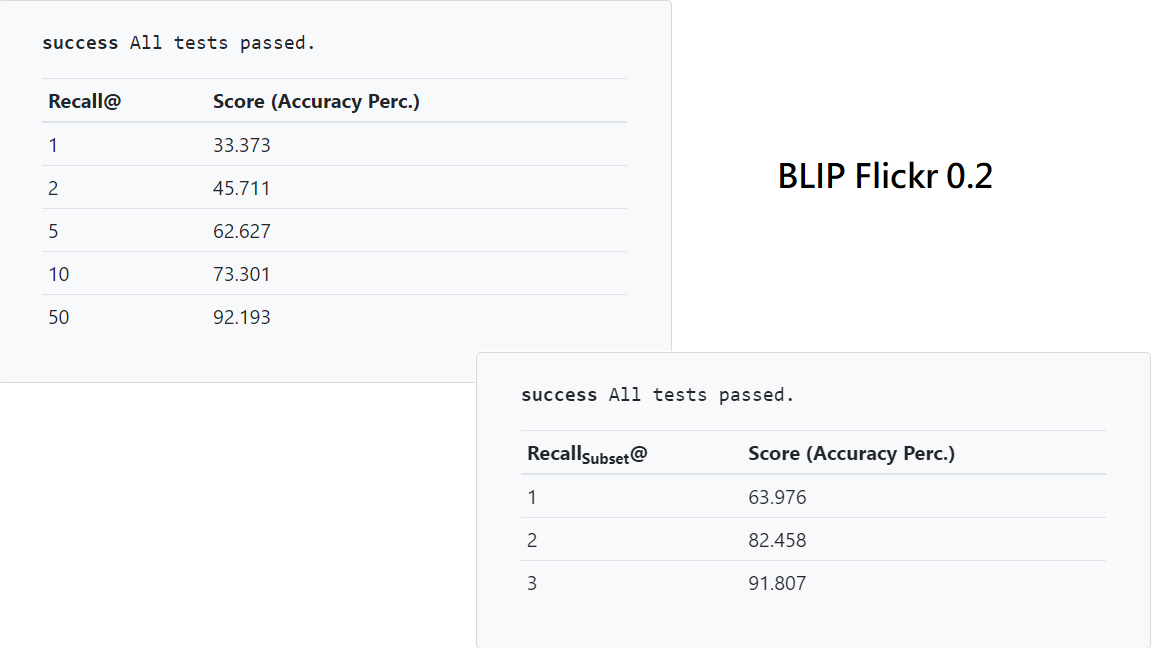 success All tests passed.
Recall@ Score (Accuracy Perc.)
1 33.373
2 45.711
5 62.627
10 73.301
50 92.193
BLIP Flickr 0.2
success All tests passed.
RecallSubset@ Score (Accuracy Perc.)
1 63.976
2 82.458
3 91.807